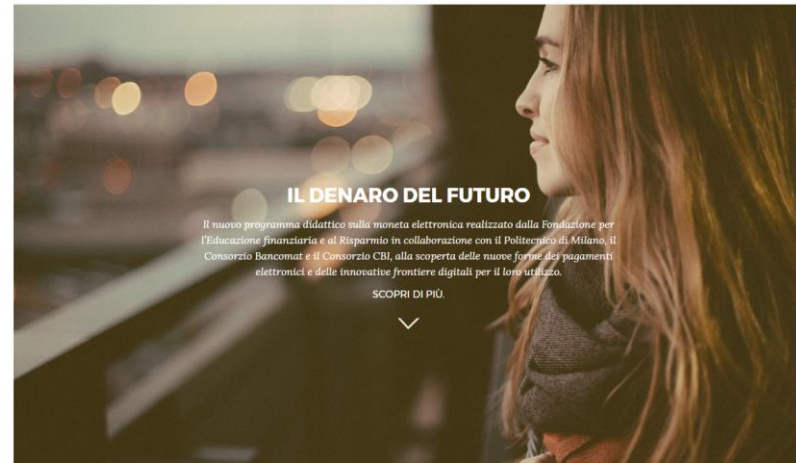 IL DENARO DEL FUTURO
Il nuovo programma didattico sulla moneta elettronica realizzato dalla Fondazione per
l'Educazione finanziaria e al Risparmio in collaborazione con il Politecnico di Milano, il
Consorzio Bancomat e il Consorzio CBI, alla scoperta delle nuove forme dei pagamenti
elettronici e delle innovative frontiere digitali per il loro utilizzo.
SCOPRI DI PIÙ.